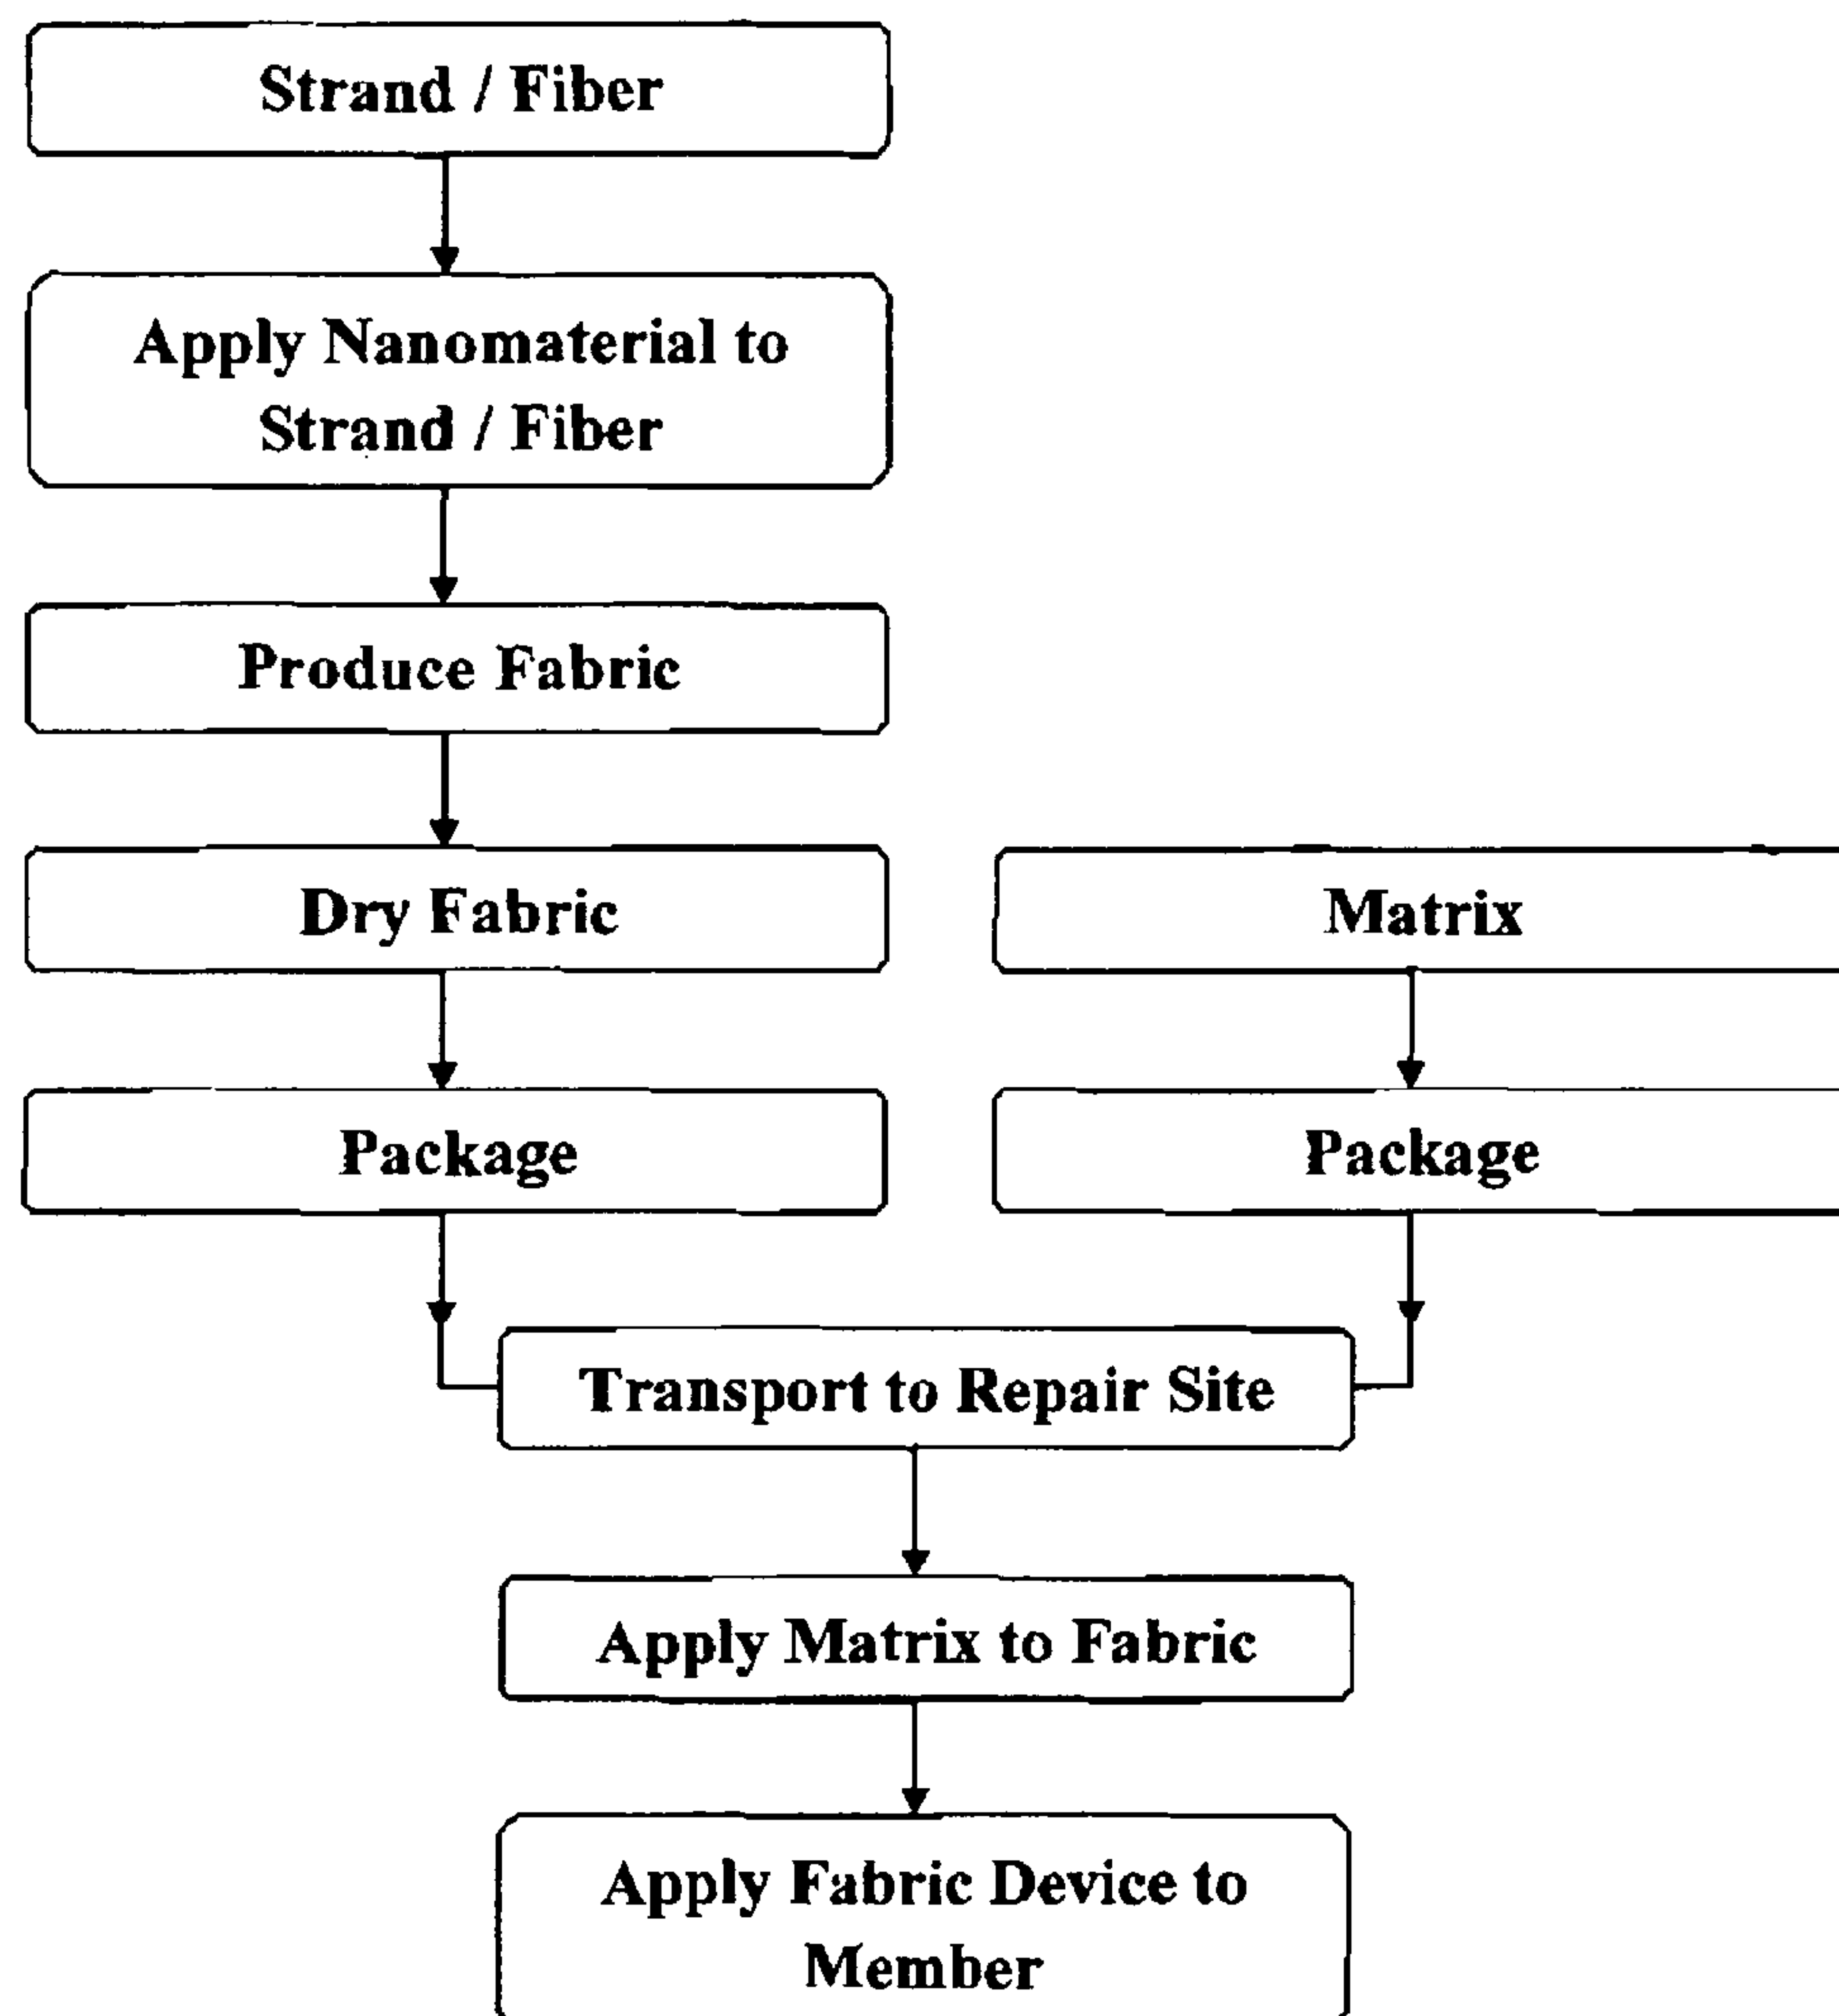 Strand / Fiber
Apply Nanomaterial to
Strand / Fiber
Produce Fabric
Dry Fabric
Matrix
Package
Package
Transport to Repair Site
Apply Matrix to Fabric
Apply Fabric Device to
Member